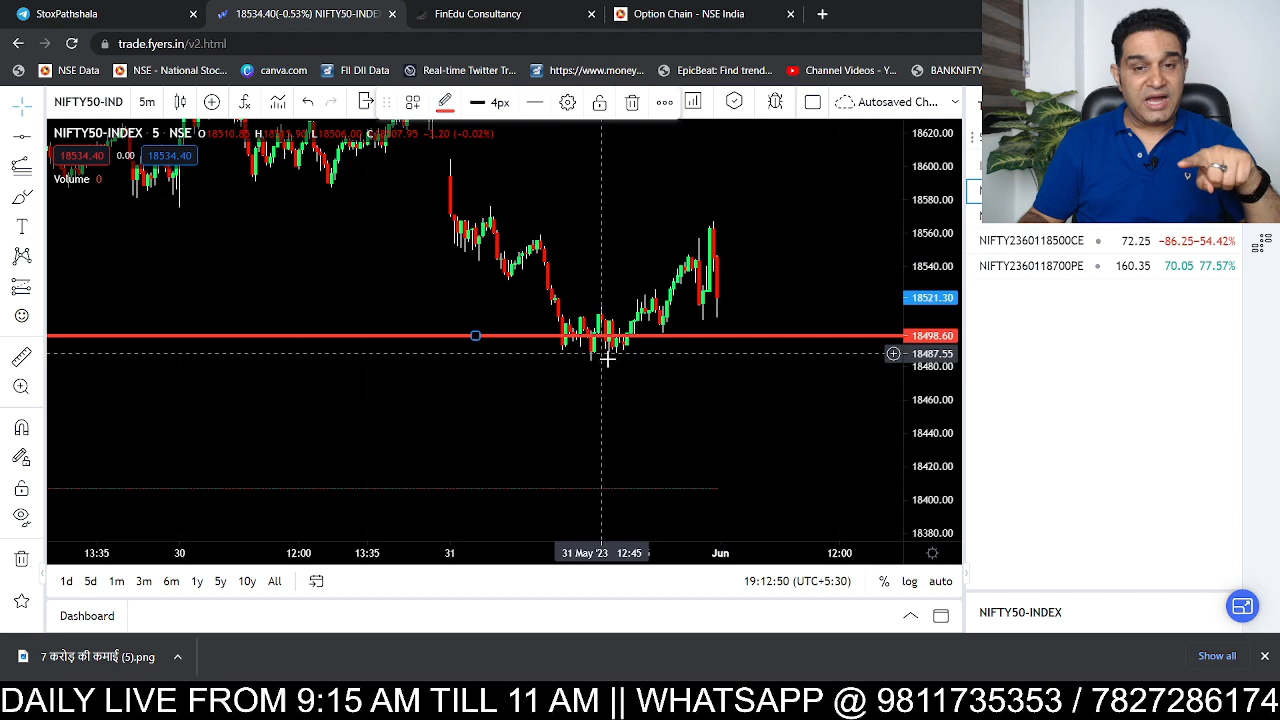 StoxPathshala
18534.40(-0.53%) NIFTY50-INDE
FinEdu Consultancy
Option Chain - NSE India
trade.fyers.in/v2.html
NSE Data
NSE - National Stoc...
canva.com
FII DII Data
Realtime Twitter Tr...
https://www.money...
EpicBest: Find trend...
Channel Videos - Y...
BANKNIFTY
NIFTY50-IND
5m
4px
Autosaved Ch...
NIFTY50-INDEX · 5 · NSE
18534.40
0.00
18534.40
Volume 0
18620.00
18600.00
18580.00
18560.00
18540.00
18521.30
18498.60
18487.55
18480.00
18460.00
18440.00
18420.00
18400.00
18380.00
NIFTY2360118500CE 72.25 -86.25 -54.42%
NIFTY2360118700PE 160.35 70.05 77.57%
13:35
30
12:00
13:35
31
31 May '23 12:45
Jun
12:00
1d 5d 1m 3m 6m 1y 5y 10y All
19:12:50 (UTC+5:30)
% log auto
Dashboard
NIFTY50-INDEX
7 करोड़ की कमाई (5).png
Show all
DAILY LIVE FROM 9:15 AM TILL 11 AM || WHATSAPP @ 9811735353 / 7827286174